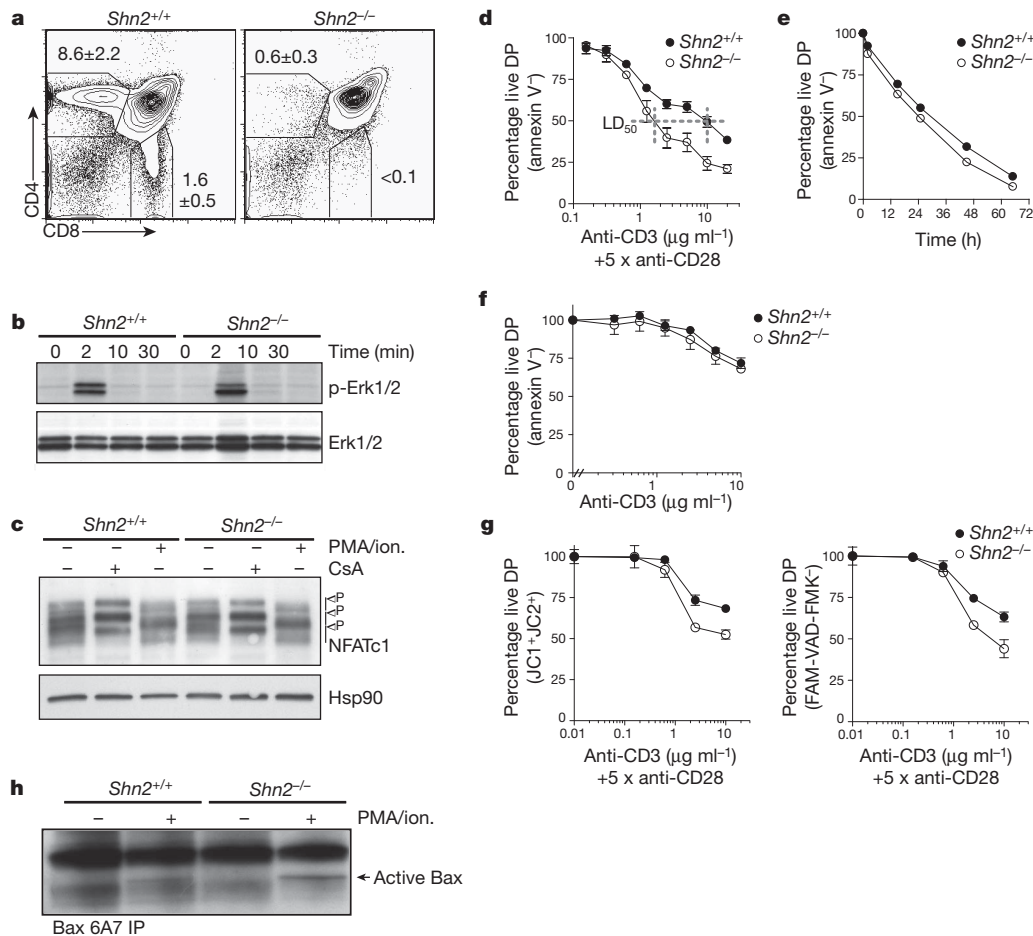 a
Shn2+/+
Shn2–/–
8.6±2.2
0.6±0.3
1.6
±0.5
<0.1
CD4
CD8
b
Shn2+/+
Shn2–/–
0 2 10 30 0 2 10 30 Time (min)
p-Erk1/2
Erk1/2
c
Shn2+/+
Shn2–/–
– – + – – + PMA/ion.
– + – – + – CsA
P
P
P
NFATc1
Hsp90
d
Shn2+/+
Shn2–/–
Percentage live DP
(annexin V–)
100
75
50
25
0
LD50
0.1 1 10
Anti-CD3 (µg ml–1)
+5 x anti-CD28
e
Shn2+/+
Shn2–/–
Percentage live DP
(annexin V–)
100
75
50
25
0
0 12 24 36 48 60 72
Time (h)
f
Shn2+/+
Shn2–/–
Percentage live DP
(annexin V–)
100
75
50
25
0
0 1 10
Anti-CD3 (µg ml–1)
g
Percentage live DP
(JC1+JC2+)
100
75
50
25
0
0.01 0.1 1 10
Anti-CD3 (µg ml–1)
+5 x anti-CD28
Shn2+/+
Shn2–/–
Percentage live DP
(FAM-VAD-FMK–)
100
75
50
25
0
0.01 0.1 1 10
Anti-CD3 (µg ml–1)
+5 x anti-CD28
h
Shn2+/+
Shn2–/–
– + – + PMA/ion.
Active Bax
Bax 6A7 IP